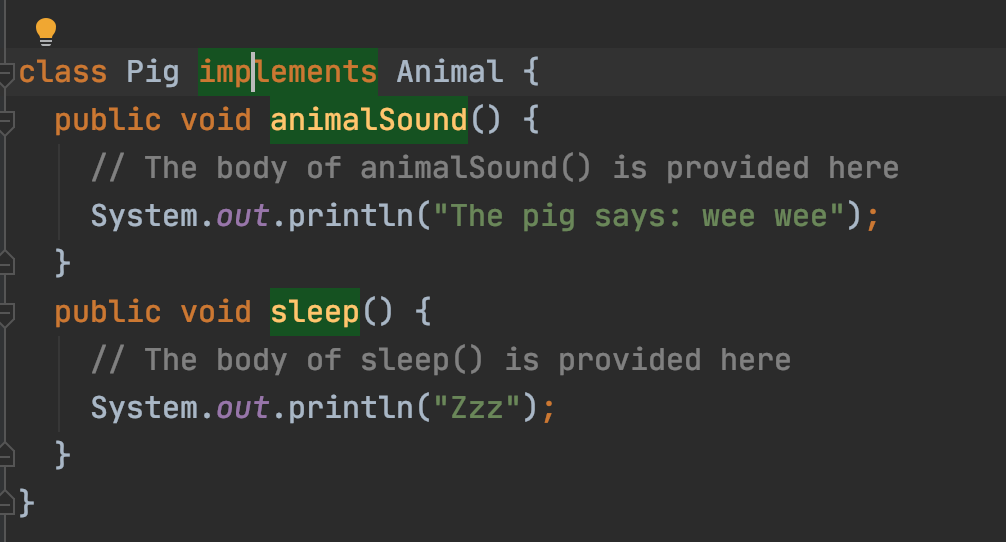 class Pig implements Animal {
  public void animalSound() {
    // The body of animalSound() is provided here
    System.out.println("The pig says: wee wee");
  }
  public void sleep() {
    // The body of sleep() is provided here
    System.out.println("Zzz");
  }
}